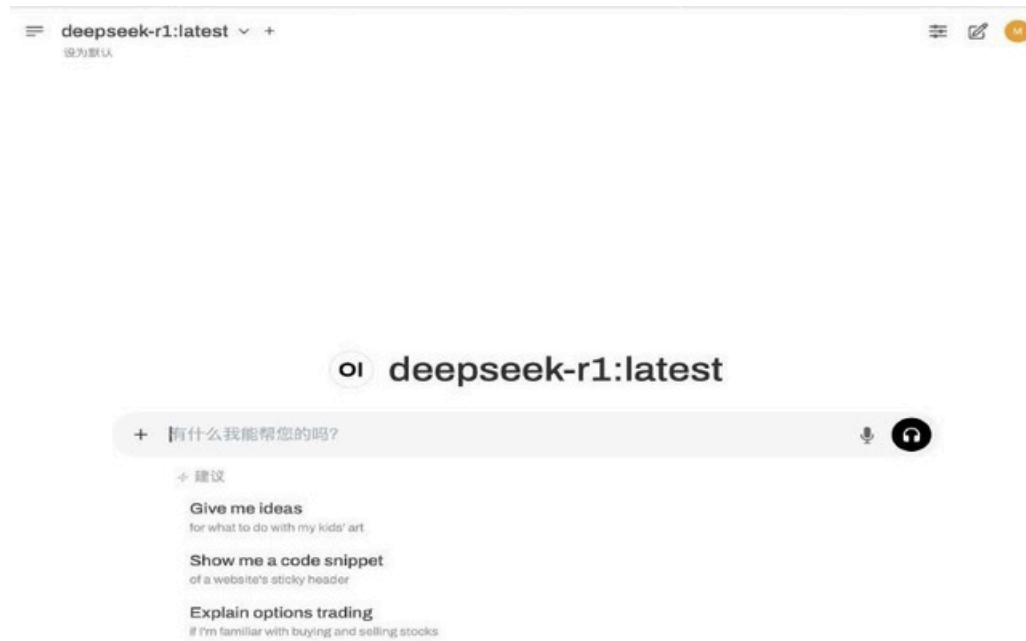 deepseek-r1:latest
设为默认
M
OI deepseek-r1:latest
有什么我能帮您的吗?
建议
Give me ideas
for what to do with my kids' art
Show me a code snippet
of a website's sticky header
Explain options trading
if I'm familiar with buying and selling stocks